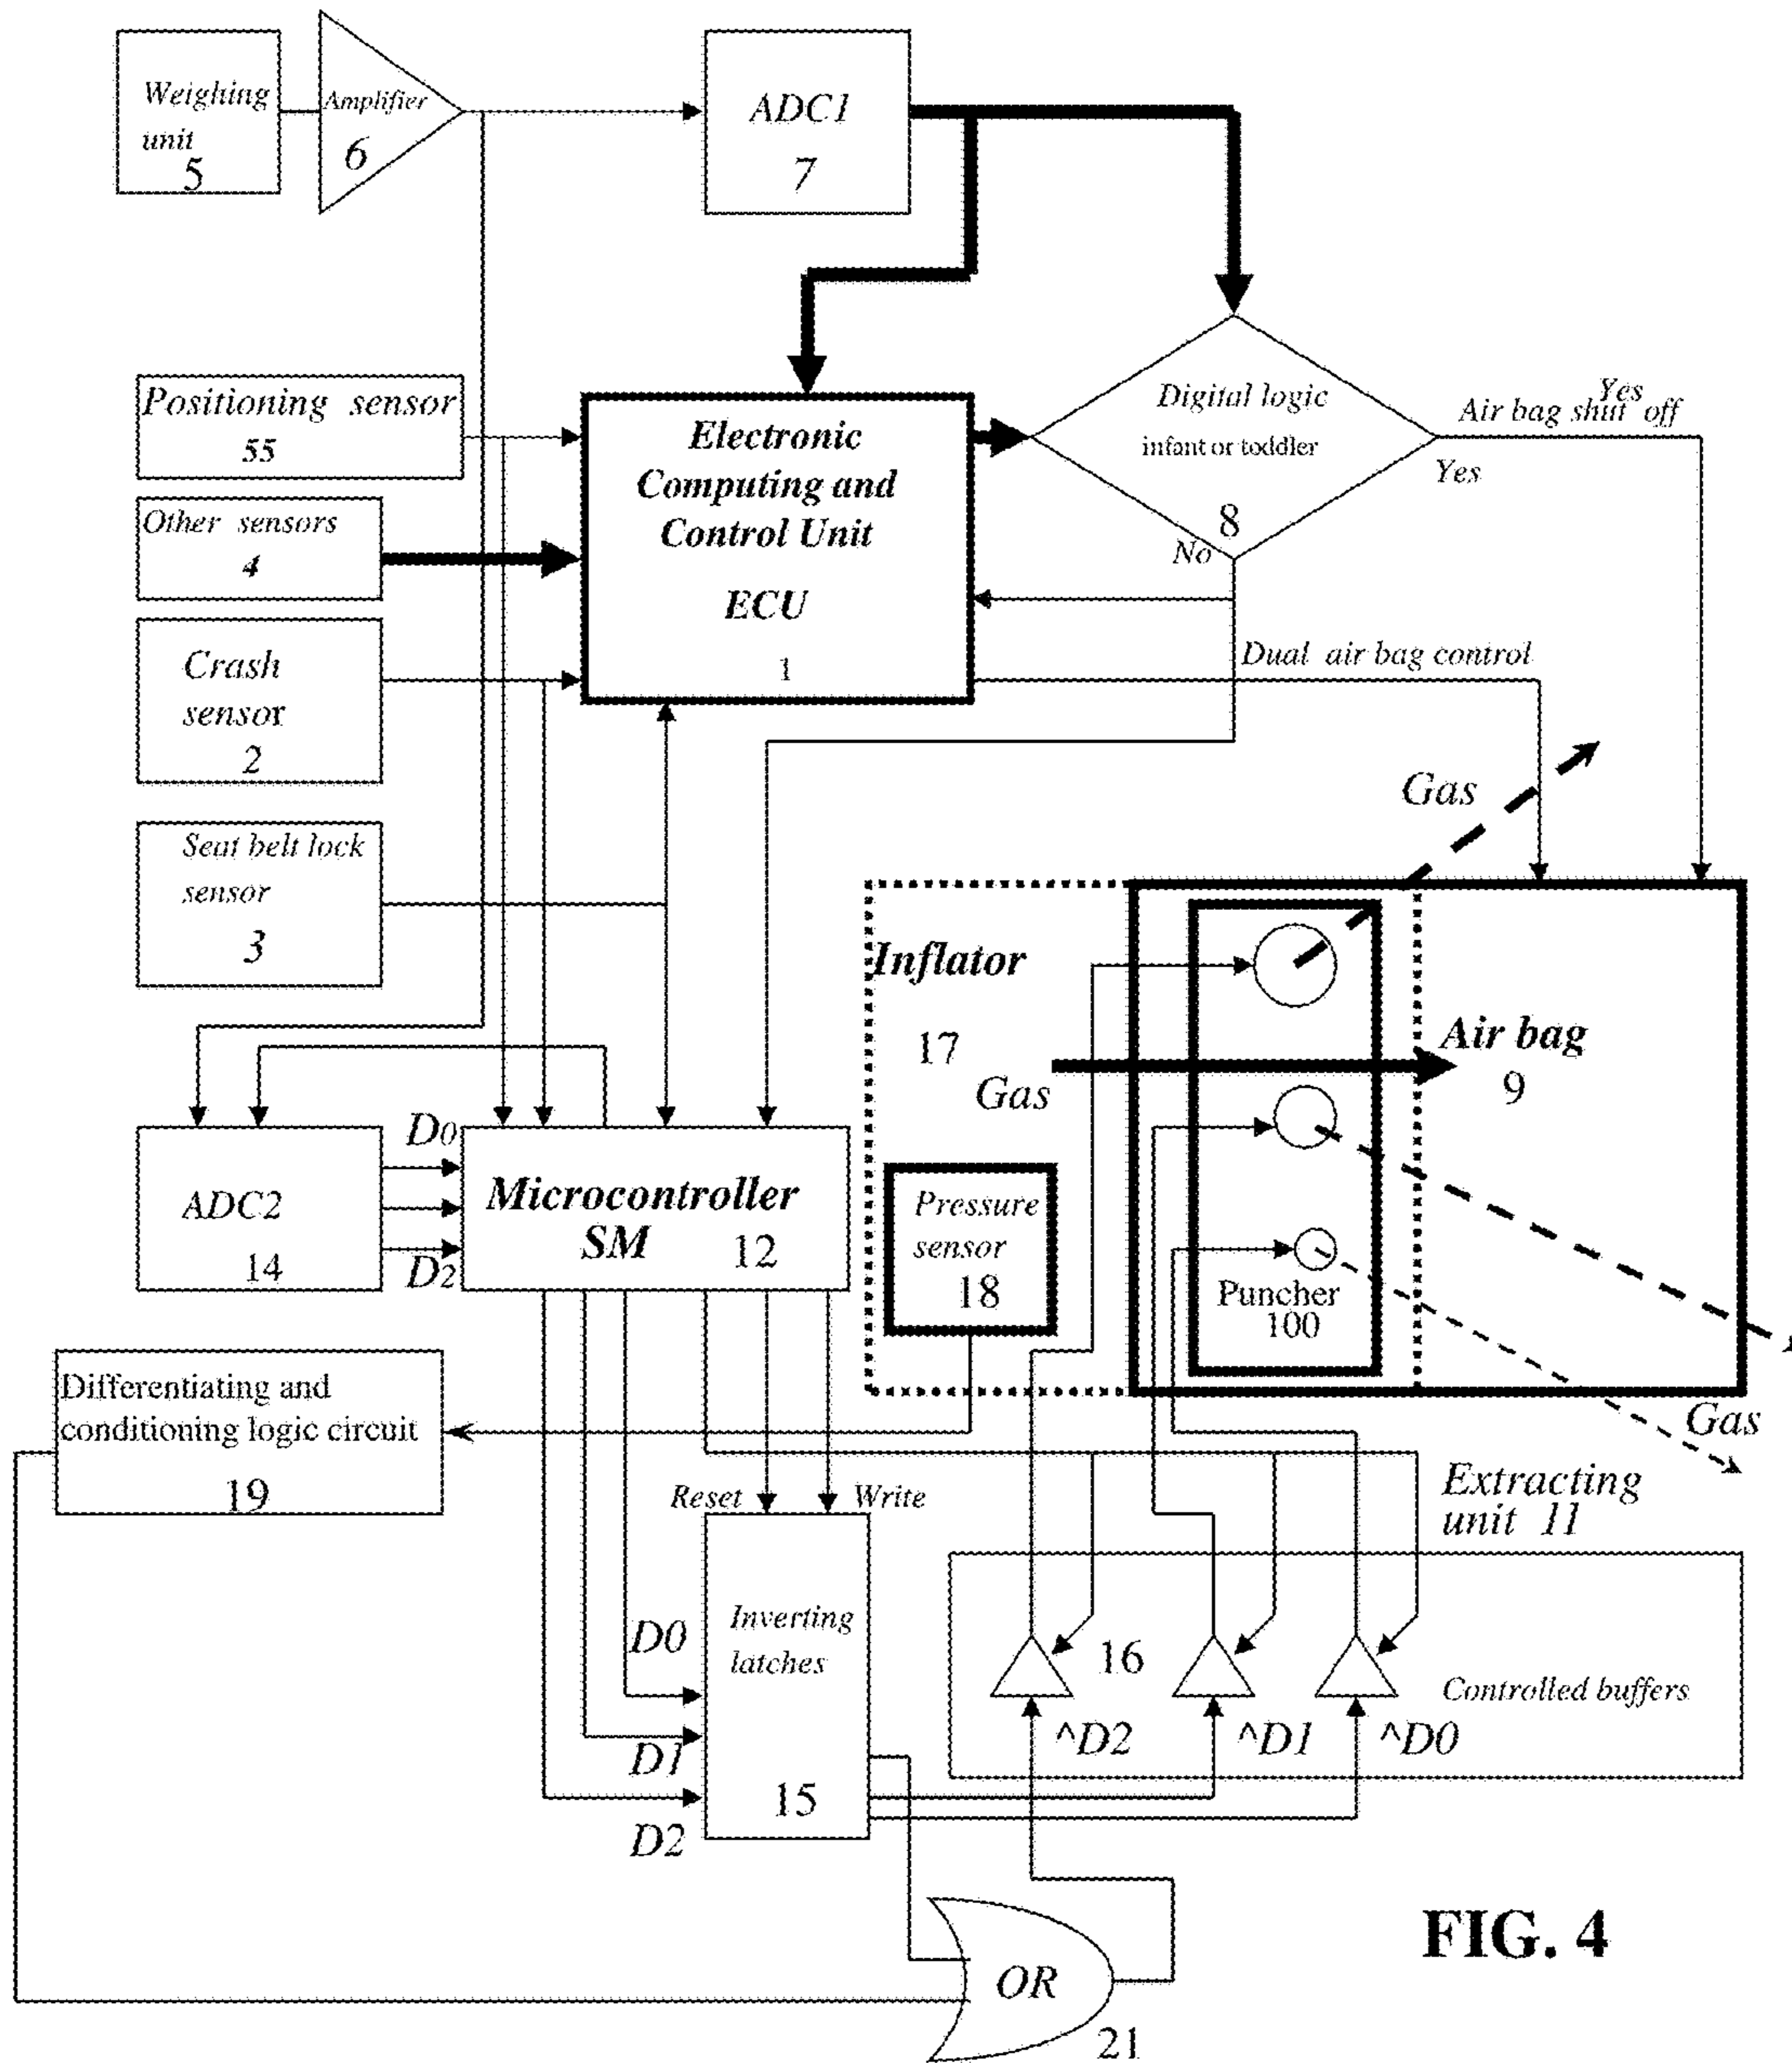 Weighing
unit
5
Amplifier
6
ADC1
7
Positioning sensor
55
Other sensors
4
Crash
sensor
2
Seat belt lock
sensor
3
Electronic
Computing and
Control Unit
ECU
1
Digital logic
infant or toddler
8
No
Yes
Air bag shut off
Yes
Dual air bag control
Gas
Inflator
17
Gas
Air bag
9
Pressure
sensor
18
Puncher
100
Gas
D0
ADC2
14
D2
Microcontroller
SM 12
Differentiating and
conditioning logic circuit
19
Reset
Write
Extracting
unit 11
D0
Inverting
latches
D1
15
D2
16
Controlled buffers
^D2
^D1
^D0
OR
21
FIG. 4